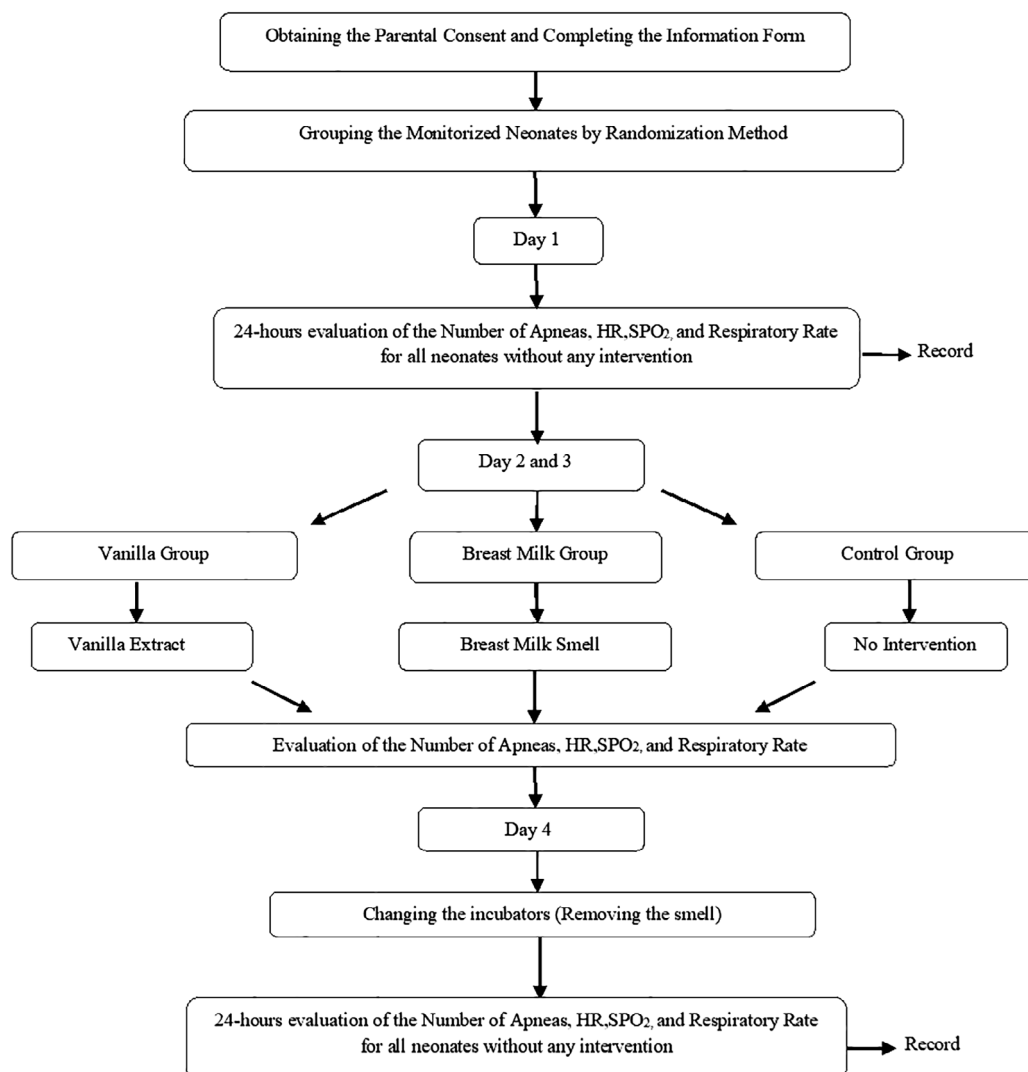 Obtaining the Parental Consent and Completing the Information Form
Grouping the Monitorized Neonates by Randomization Method
Day 1
24-hours evaluation of the Number of Apneas, HR,SPO₂, and Respiratory Rate
for all neonates without any intervention
Record
Day 2 and 3
Vanilla Group
Breast Milk Group
Control Group
Vanilla Extract
Breast Milk Smell
No Intervention
Evaluation of the Number of Apneas, HR,SPO₂, and Respiratory Rate
Day 4
Changing the incubators (Removing the smell)
24-hours evaluation of the Number of Apneas, HR,SPO₂, and Respiratory Rate
for all neonates without any intervention
Record